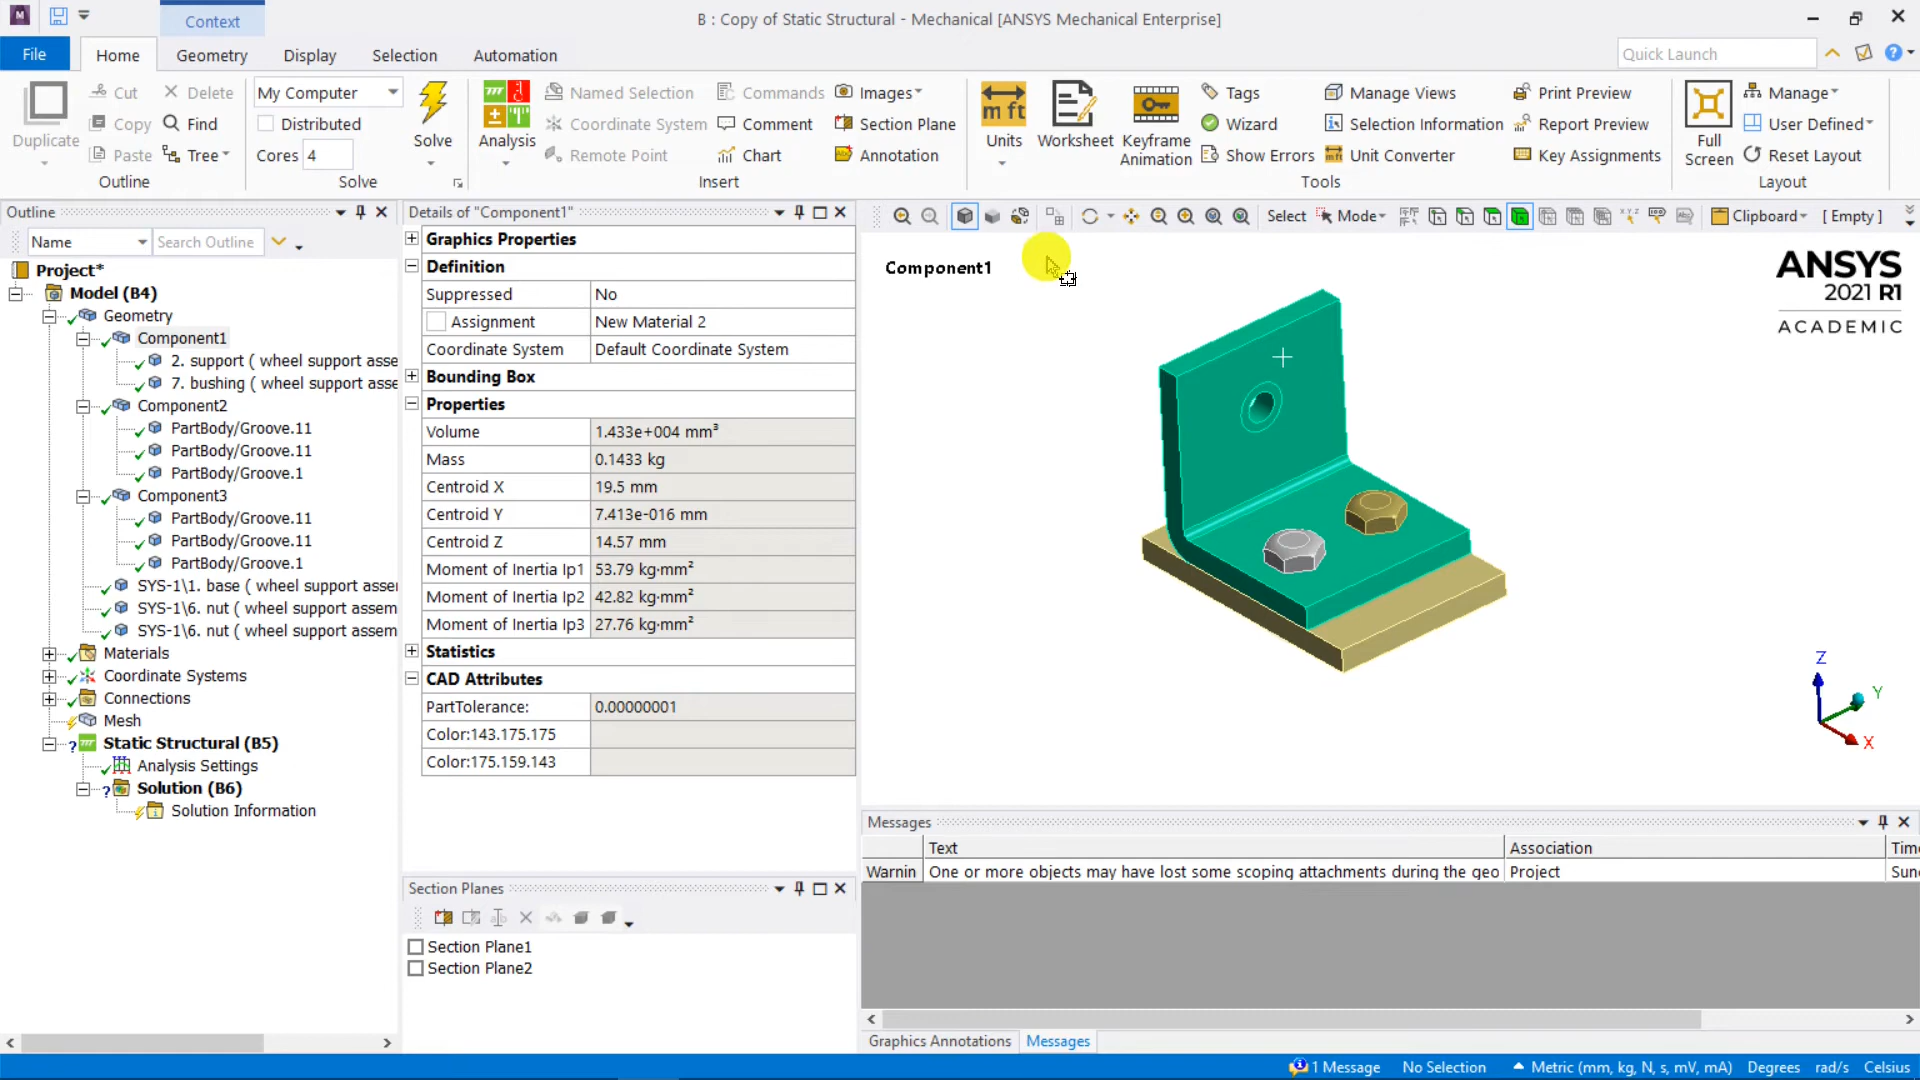 Context
B : Copy of Static Structural - Mechanical [ANSYS Mechanical Enterprise]
File
Home
Geometry
Display
Selection
Automation
Quick Launch
Duplicate
Cut
Delete
Copy
Find
Paste
Tree
Outline
My Computer
Distributed
Cores 4
Solve
Solve
Analysis
Named Selection
Commands
Images
Coordinate System
Comment
Section Plane
Remote Point
Chart
Annotation
Insert
Units
Worksheet
Keyframe
Animation
Tags
Manage Views
Print Preview
Wizard
Selection Information
Report Preview
Show Errors
Unit Converter
Key Assignments
Tools
Full
Screen
Manage
User Defined
Reset Layout
Layout
Outline
Name
Search Outline
Project*
Model (B4)
Geometry
Component1
2. support ( wheel support asse
7. bushing ( wheel support asse
Component2
PartBody/Groove.11
PartBody/Groove.11
PartBody/Groove.1
Component3
PartBody/Groove.11
PartBody/Groove.11
PartBody/Groove.1
SYS-1\1. base ( wheel support assem
SYS-1\6. nut ( wheel support assem
SYS-1\6. nut ( wheel support assem
Materials
Coordinate Systems
Connections
Mesh
Static Structural (B5)
Analysis Settings
Solution (B6)
Solution Information
Details of "Component1"
Graphics Properties
Definition
Suppressed No
Assignment New Material 2
Coordinate System Default Coordinate System
Bounding Box
Properties
Volume 1.433e+004 mm³
Mass 0.1433 kg
Centroid X 19.5 mm
Centroid Y 7.413e-016 mm
Centroid Z 14.57 mm
Moment of Inertia Ip1 53.79 kg·mm²
Moment of Inertia Ip2 42.82 kg·mm²
Moment of Inertia Ip3 27.76 kg·mm²
Statistics
CAD Attributes
PartTolerance: 0.00000001
Color:143.175.175
Color:175.159.143
Section Planes
Section Plane1
Section Plane2
Select
Mode
Clipboard
[ Empty ]
Component1
ANSYS
2021 R1
ACADEMIC
Z
Y
X
Messages
Text Association Time
Warnin One or more objects may have lost some scoping attachments during the geo Project Sund
Graphics Annotations
Messages
1 Message
No Selection
Metric (mm, kg, N, s, mV, mA)
Degrees
rad/s
Celsius